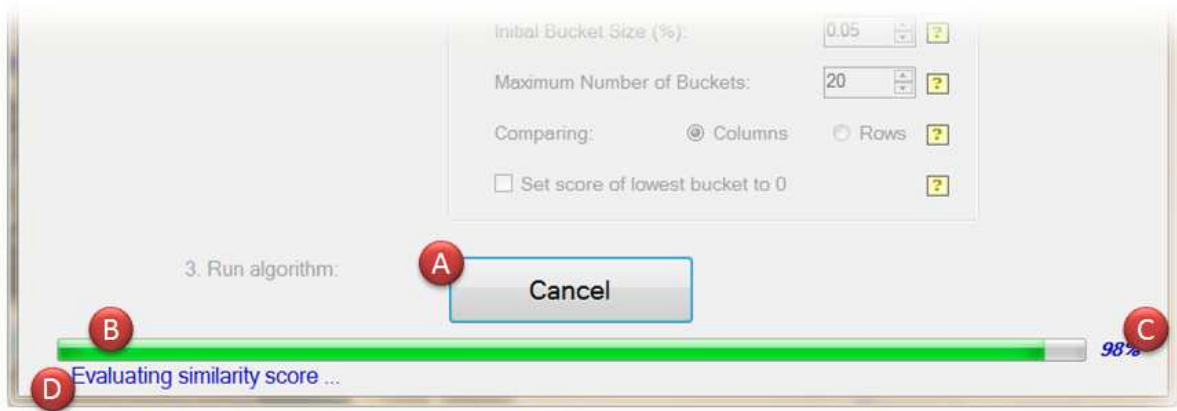 Initial Bucket Size (%): 0.05 ?
Maximum Number of Buckets: 20 ?
Comparing: Columns Rows ?
Set score of lowest bucket to 0 ?
3. Run algorithm: A Cancel
B C
98%
D Evaluating similarity score ...